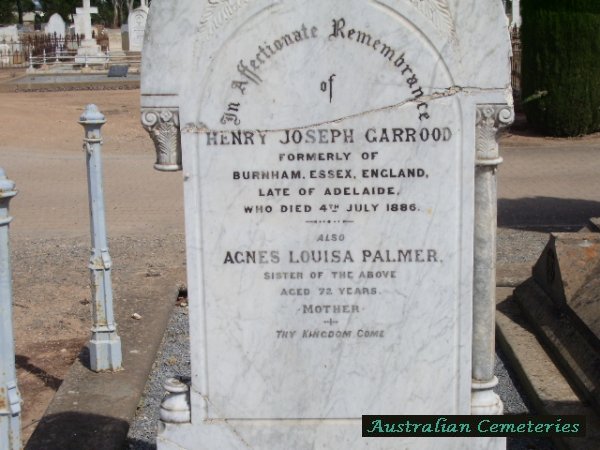 In Affectionate Remembrance
of
HENRY JOSEPH GARROOD
FORMERLY OF
BURNHAM, ESSEX, ENGLAND,
LATE OF ADELAIDE,
WHO DIED 4TH JULY 1886.
ALSO
AGNES LOUISA PALMER,
SISTER OF THE ABOVE
AGED 72 YEARS.
MOTHER
THY KINGDOM COME
Australian Cemeteries